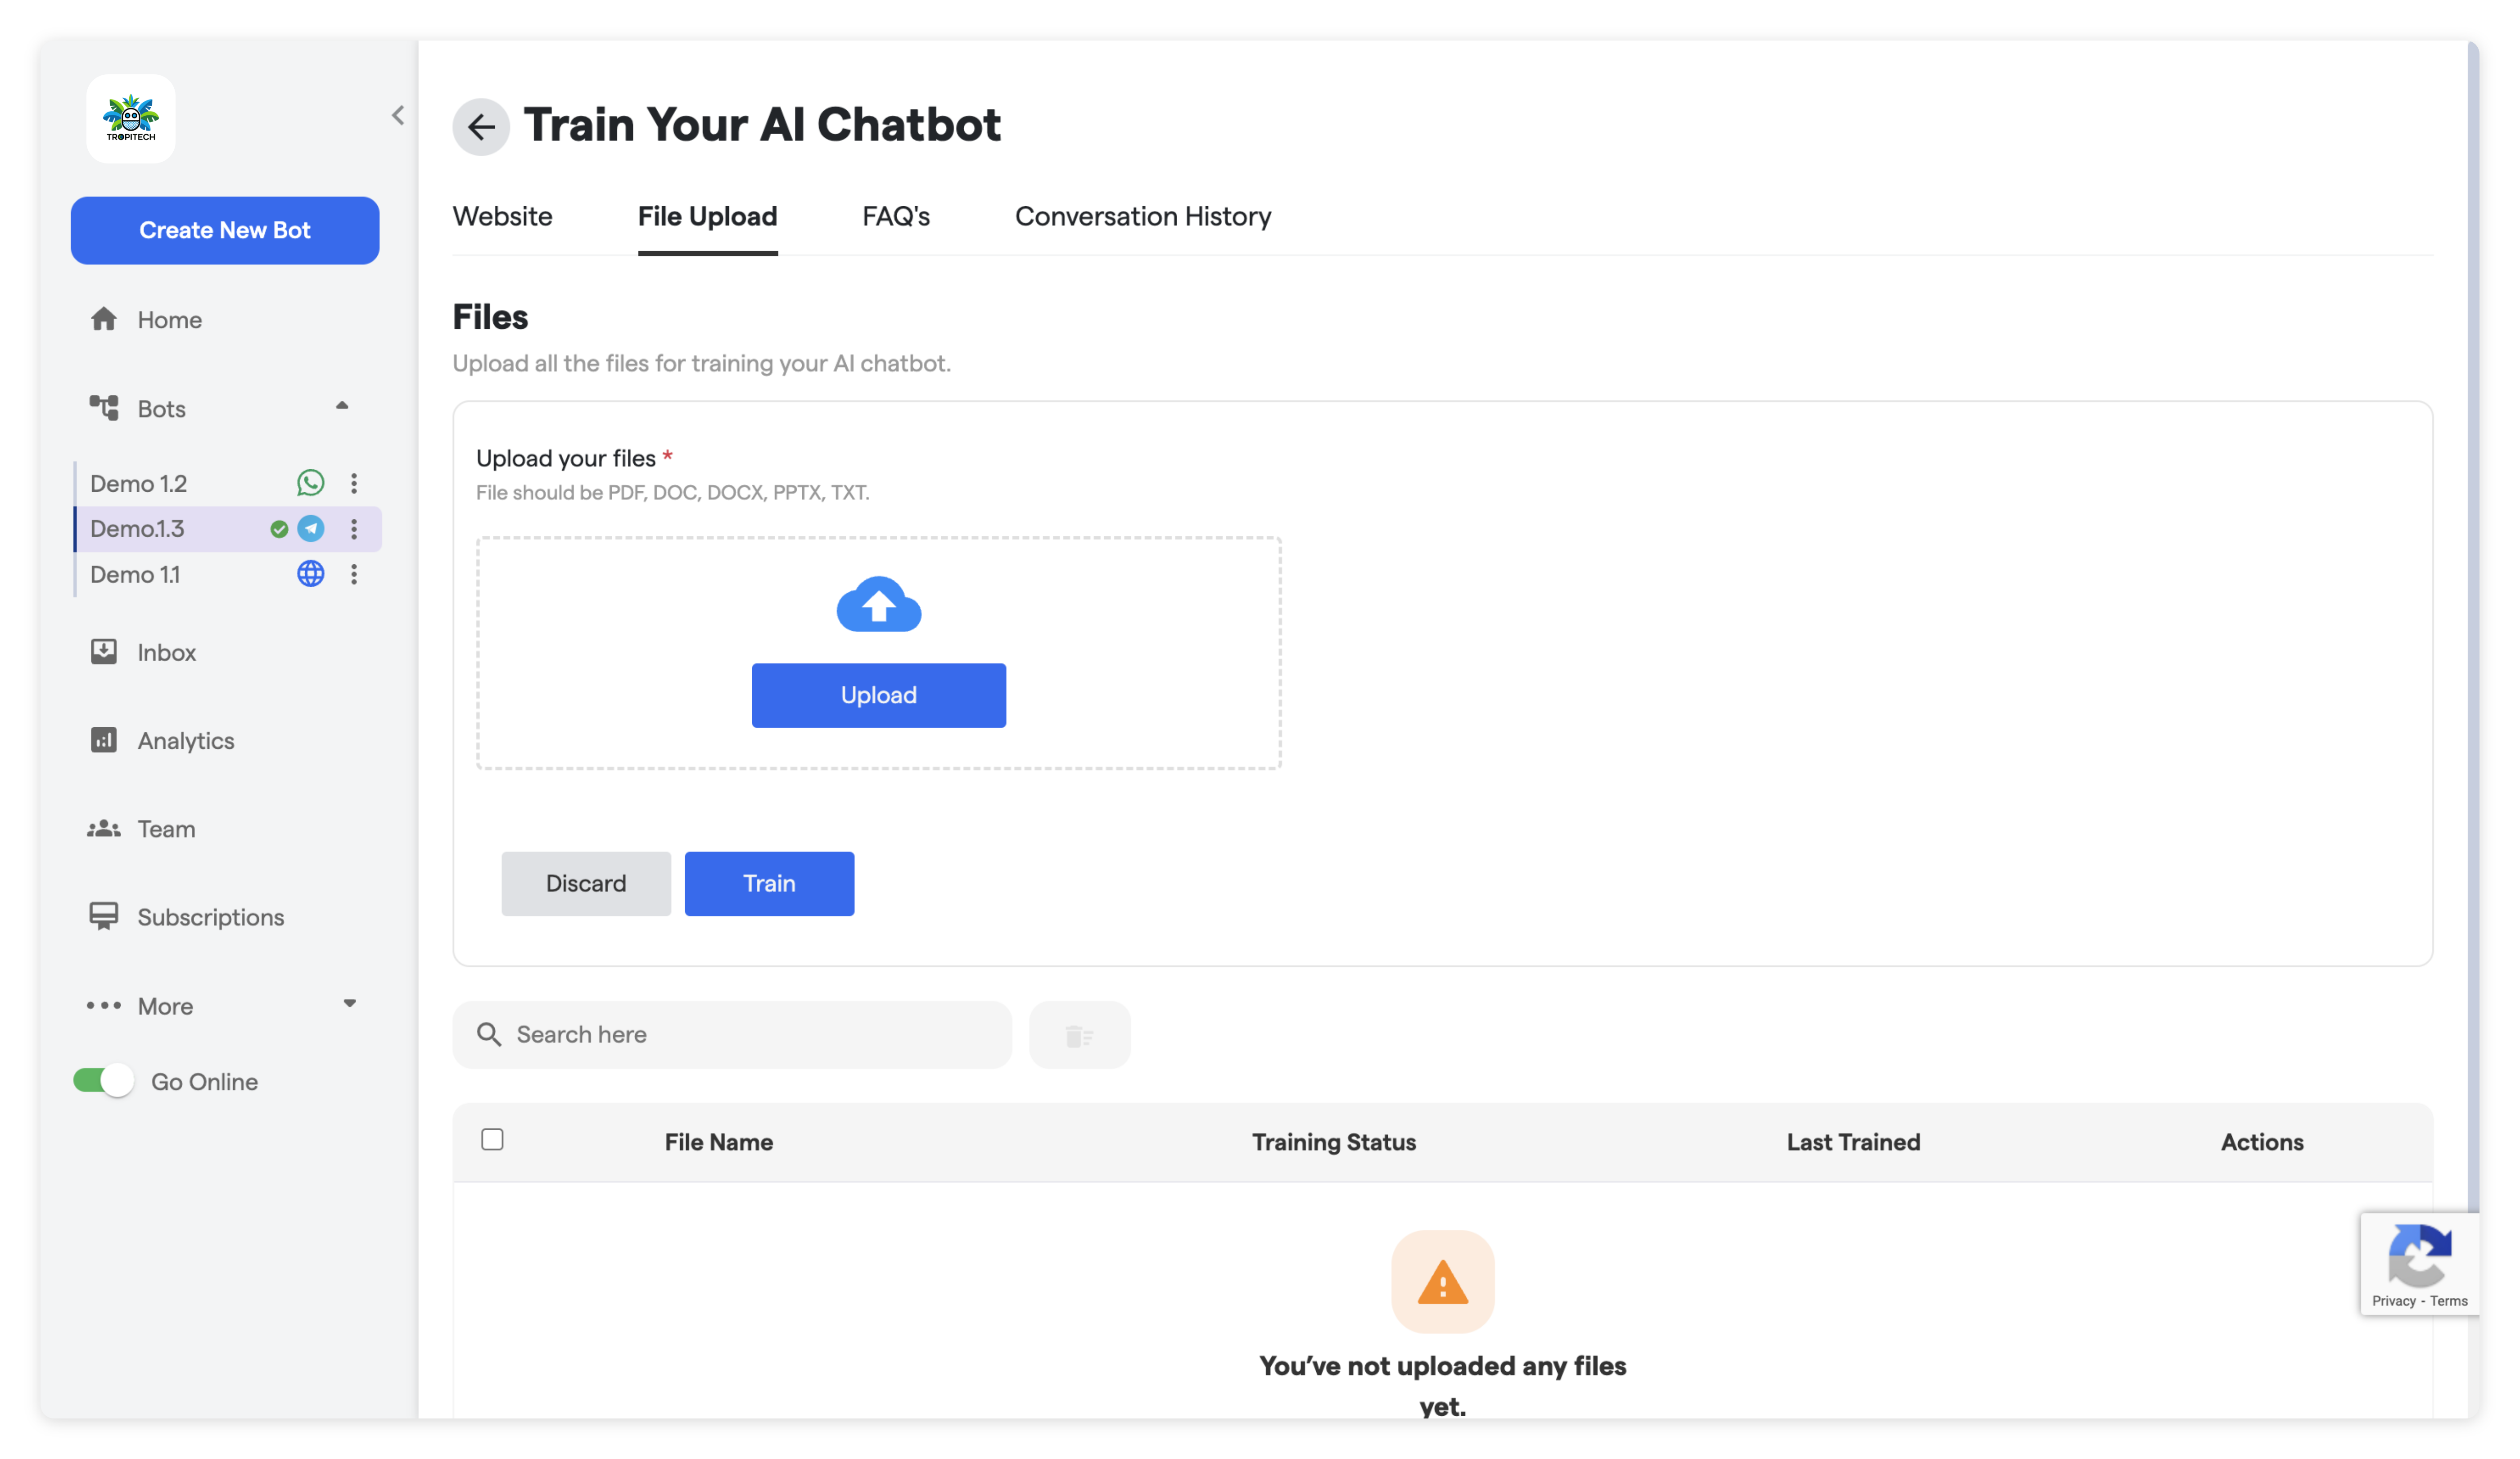 TROPITECH
Create New Bot
Home
Bots
Demo 1.2
Demo.1.3
Demo 1.1
Inbox
Analytics
Team
Subscriptions
More
Go Online
Train Your AI Chatbot
Website File Upload FAQ's Conversation History
Files
Upload all the files for training your AI chatbot.
Upload your files *
File should be PDF, DOC, DOCX, PPTX, TXT.
Upload
Discard Train
Search here
File Name Training Status Last Trained Actions
You’ve not uploaded any files
yet.
Privacy - Terms